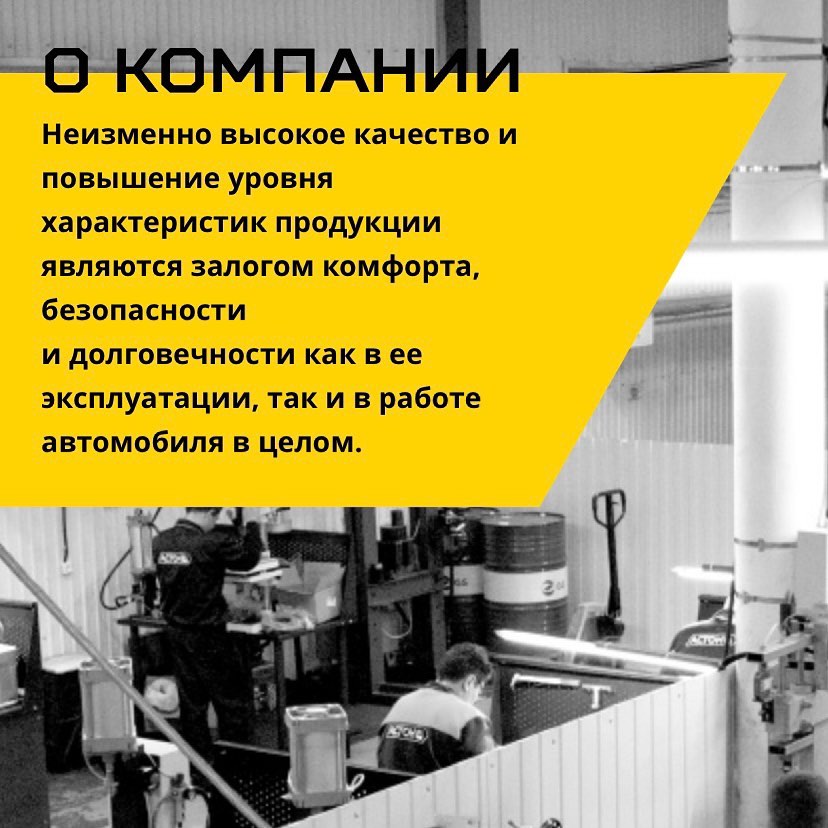 О КОМПАНИИ
Неизменно высокое качество и
повышение уровня
характеристик продукции
являются залогом комфорта,
безопасности
и долговечности как в ее
эксплуатации, так и в работе
автомобиля в целом.